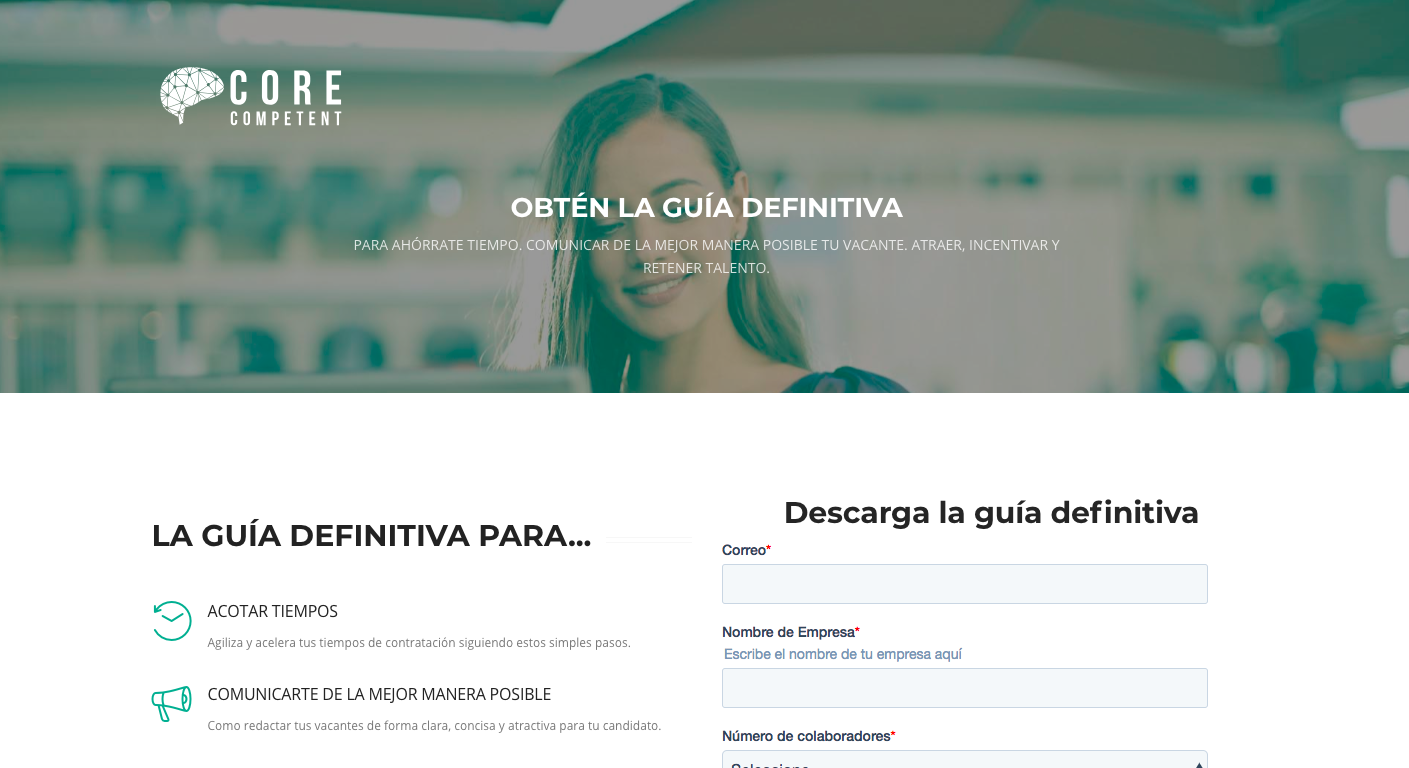 CORE
COMPETENT
OBTÉN LA GUÍA DEFINITIVA
PARA AHÓRRATE TIEMPO. COMUNICAR DE LA MEJOR MANERA POSIBLE TU VACANTE. ATRAER, INCENTIVAR Y
RETENER TALENTO.
LA GUÍA DEFINITIVA PARA...
ACOTAR TIEMPOS
Agiliza y acelera tus tiempos de contratación siguiendo estos simples pasos.
COMUNICARTE DE LA MEJOR MANERA POSIBLE
Como redactar tus vacantes de forma clara, concisa y atractiva para tu candidato.
Descarga la guía definitiva
Correo*
Nombre de Empresa*
Escribe el nombre de tu empresa aquí
Número de colaboradores*